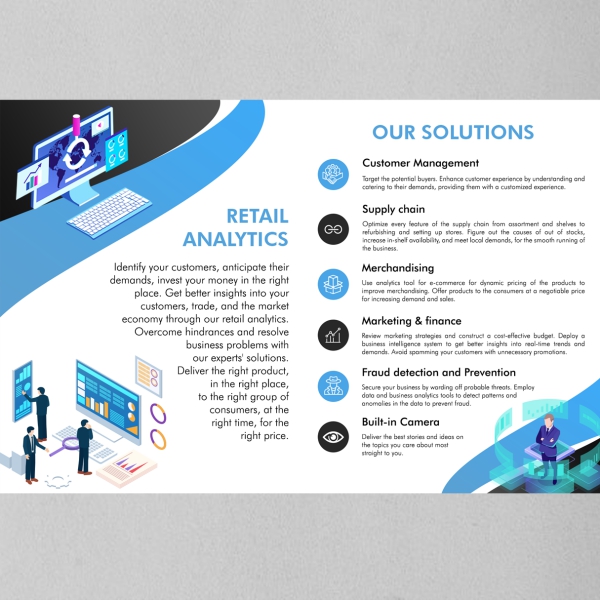 RETAIL
ANALYTICS
Identify your customers, anticipate their
demands, invest your money in the right
place. Get better insights into your
customers, trade, and the market
economy through our retail analytics.
Overcome hindrances and resolve
business problems with
our experts' solutions.
Deliver the right product,
in the right place,
to the right group of
consumers, at the
right time, for the
right price.
OUR SOLUTIONS
Customer Management
Target the potential buyers. Enhance customer experience by understanding and
catering to their demands, providing them with a customized experience.
Supply chain
Optimize every feature of the supply chain from assortment and shelves to
refurbishing and setting up stores. Figure out the causes of out of stocks,
increase in-shelf availability, and meet local demands, for the smooth running of
the business.
Merchandising
Use analytics tool for e-commerce for dynamic pricing of the products to
improve merchandising. Offer products to the consumers at a negotiable price
for increasing demand and sales.
Marketing & finance
Review marketing strategies and construct a cost-effective budget. Deploy a
business intelligence system to get better insights into real-time trends and
demands. Avoid spamming your customers with unnecessary promotions.
Fraud detection and Prevention
Secure your business by warding off probable threats. Employ
data and business analytics tools to detect patterns and
anomalies in the data to prevent fraud.
Built-in Camera
Deliver the best stories and ideas on
the topics you care about most
straight to you.